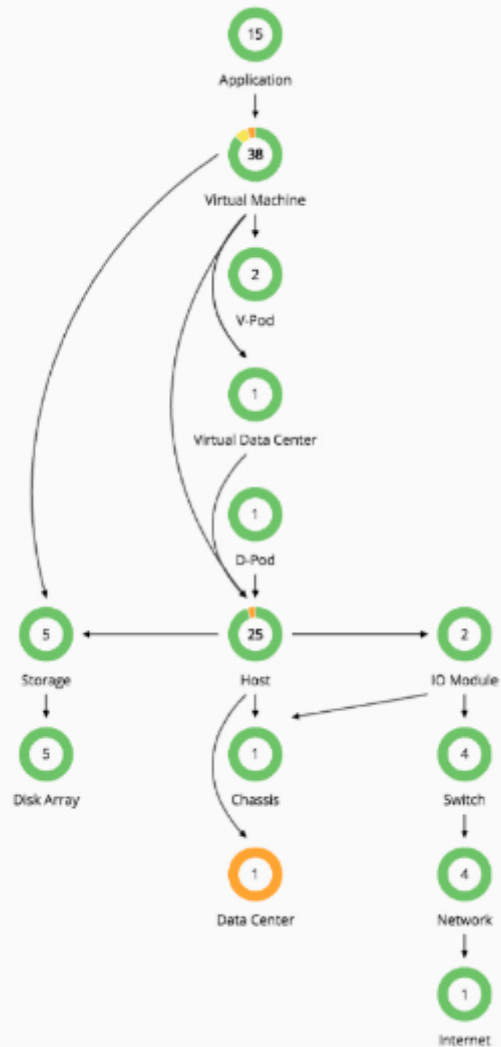 15
Application
38
Virtual Machine
2
V-Pod
1
Virtual Data Center
1
D-Pod
5
25
2
Storage
Host
IO Module
5
1
4
Disk Array
Chassis
Switch
1
4
Data Center
Network
1
Internet